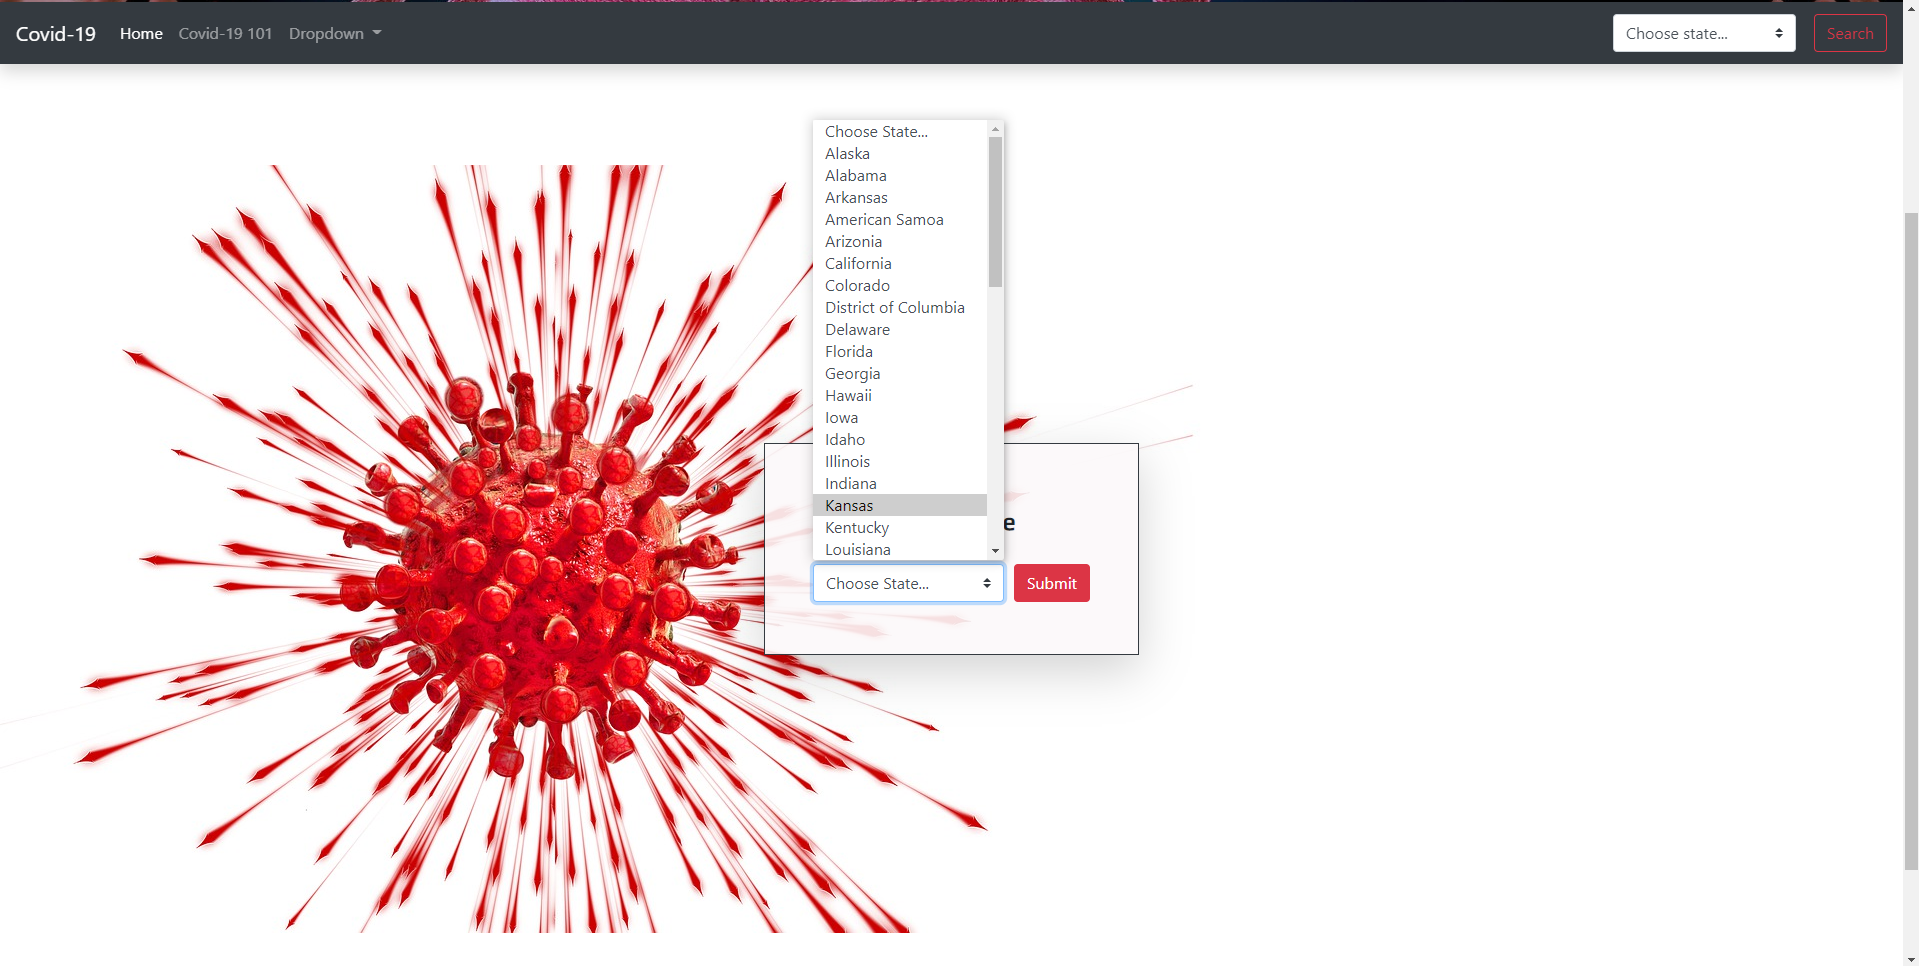 Covid-19 Home Covid-19 101 Dropdown Choose state... Search
Choose State...
Alaska
Alabama
Arkansas
American Samoa
Arizonia
California
Colorado
District of Columbia
Delaware
Florida
Georgia
Hawaii
Iowa
Idaho
Illinois
Indiana
Kansas
Kentucky
Louisiana
Choose State... Submit